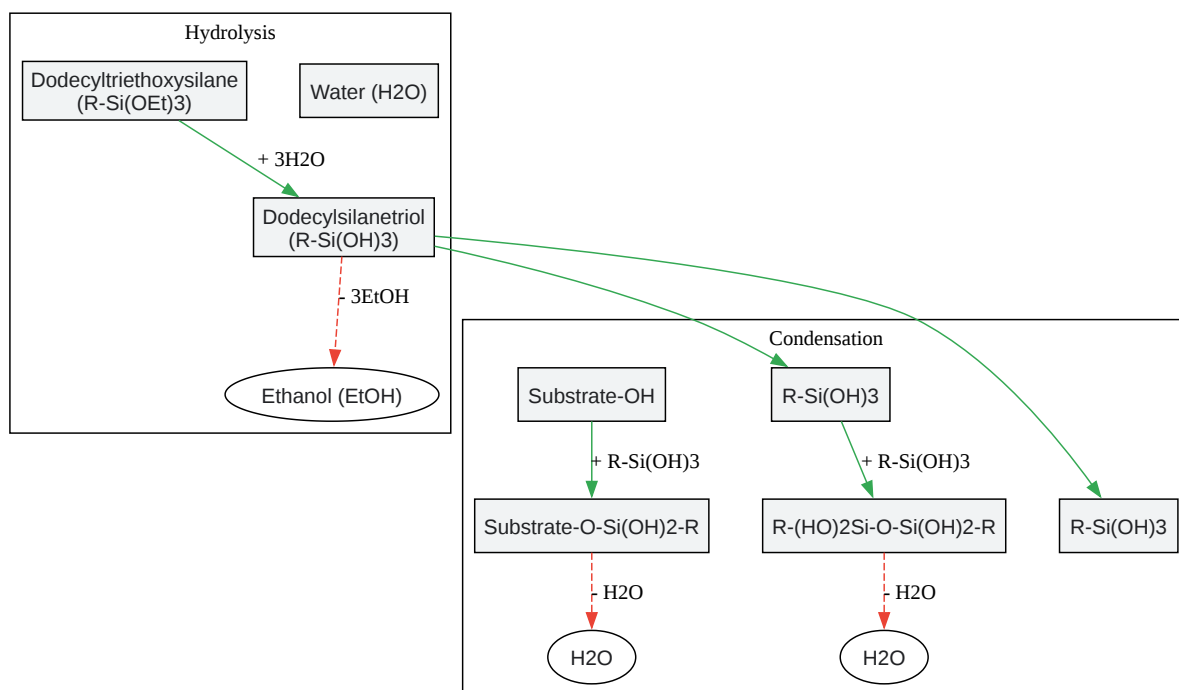 Hydrolysis
Dodecyltriethoxysilane
(R-Si(OEt)3)
Water (H2O)
+ 3H2O
Dodecylsilanetriol
(R-Si(OH)3)
- 3EtOH
Ethanol (EtOH)
Condensation
Substrate-OH
R-Si(OH)3
+ R-Si(OH)3
+ R-Si(OH)3
Substrate-O-Si(OH)2-R
R-(HO)2Si-O-Si(OH)2-R
R-Si(OH)3
- H2O
- H2O
H2O
H2O